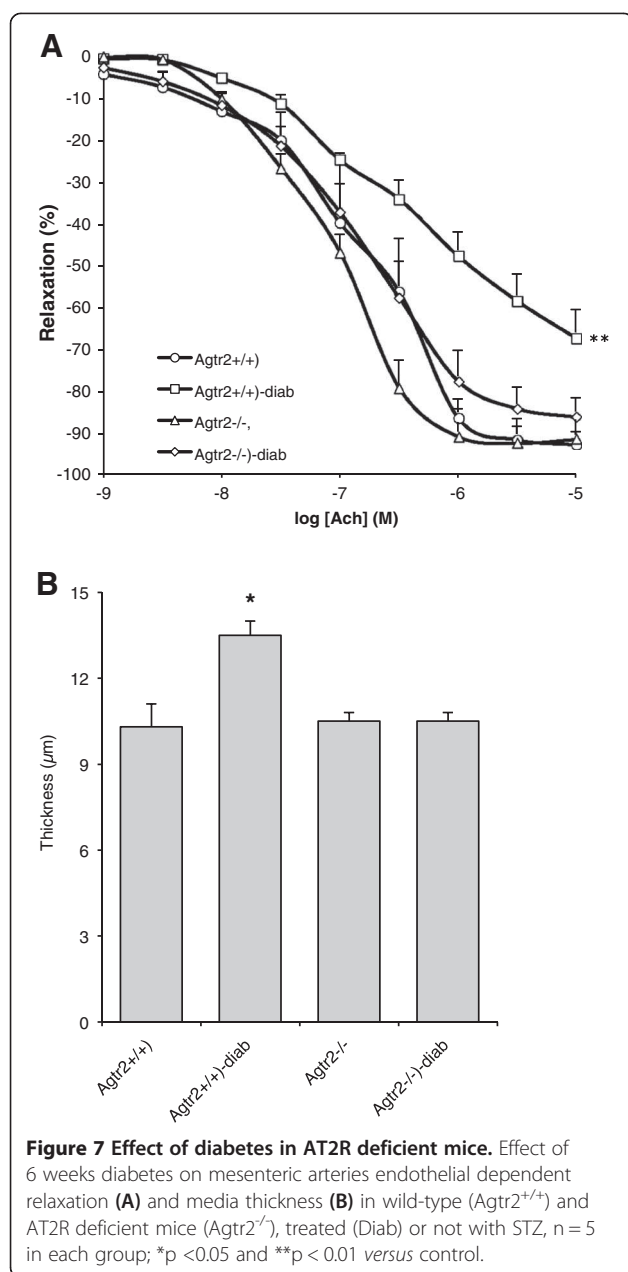 A
0
-10
-20
-30
-40
-50
-60
-70
-80
-90
-100
Relaxation (%)
Agtr2+/+)
Agtr2+/+)-diab
Agtr2-/-,
Agtr2-/-)-diab
**
-9
-8
-7
-6
-5
log [Ach] (M)
B
15
12
9
6
3
0
Thickness (µm)
*
Agtr2+/+)
Agtr2+/+)-diab
Agtr2-/-
Agtr2-/-)-diab
Figure 7 Effect of diabetes in AT2R deficient mice. Effect of
6 weeks diabetes on mesenteric arteries endothelial dependent
relaxation (A) and media thickness (B) in wild-type (Agtr2+/+) and
AT2R deficient mice (Agtr2-/-), treated (Diab) or not with STZ, n = 5
in each group; *p <0.05 and **p < 0.01 versus control.